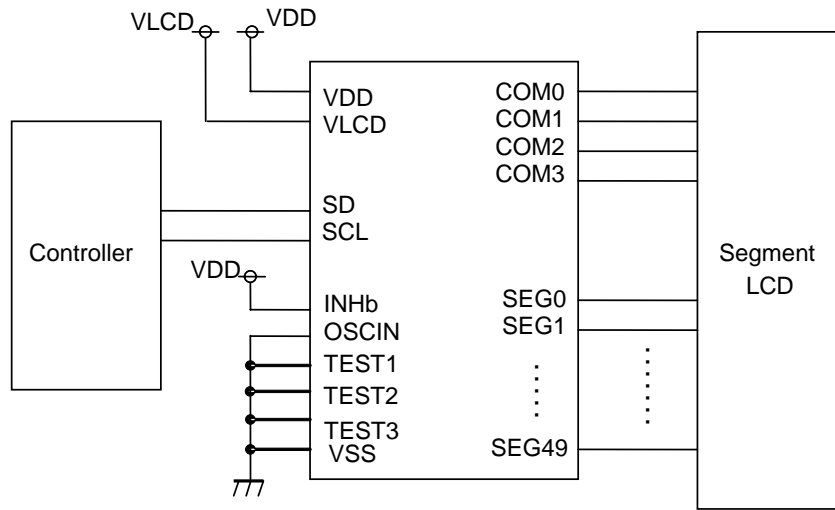 VLCD
VDD
VDD
VLCD
SD
SCL
Controller
VDD
INHb
OSCIN
TEST1
TEST2
TEST3
VSS
COM0
COM1
COM2
COM3
SEG0
SEG1
SEG49
Segment
LCD